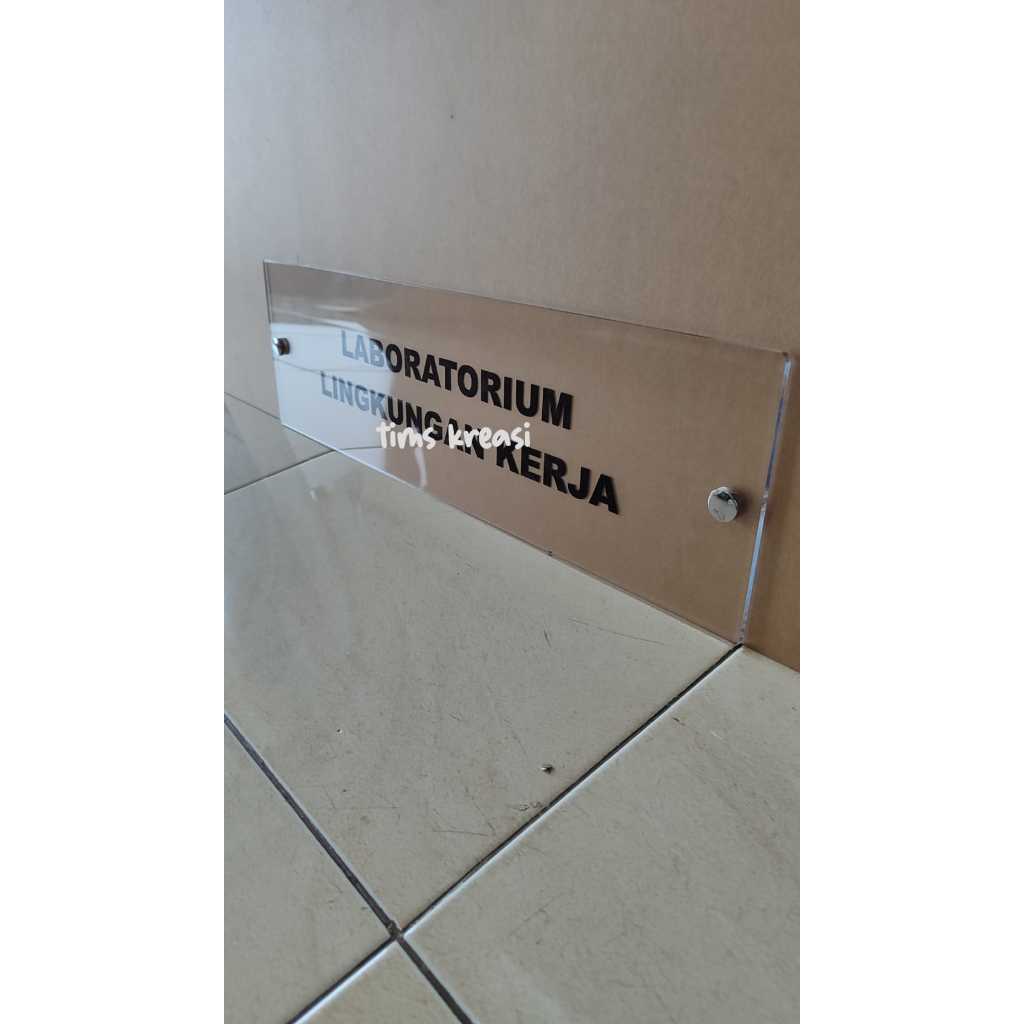 LABORATORIUM
LINGKUNGAN KERJA
tims kreasi